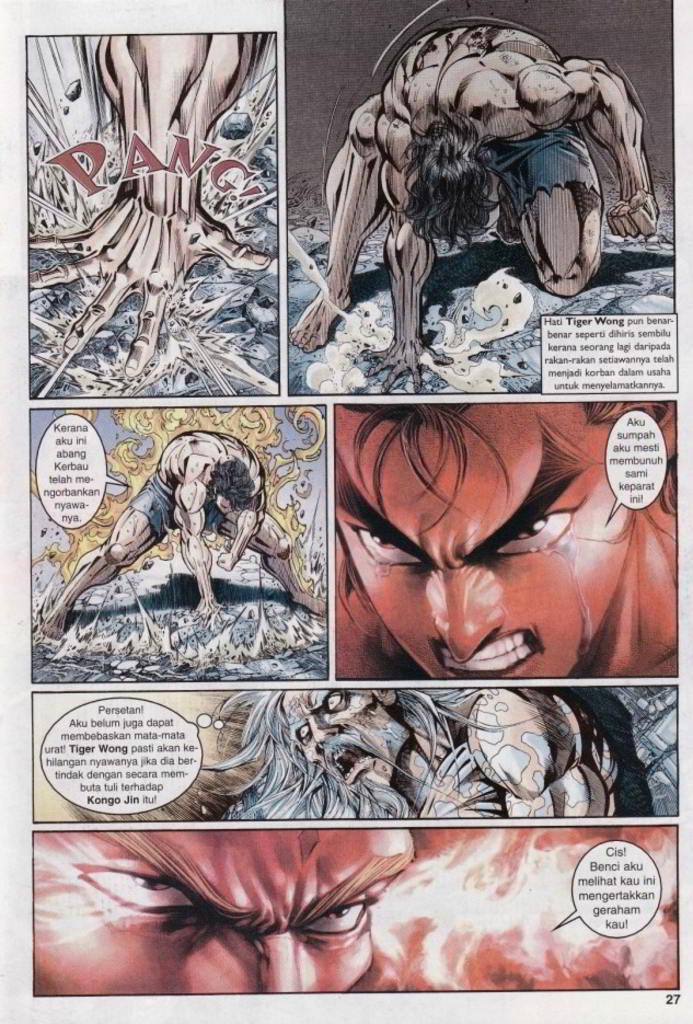 PANG!
Hati Tiger Wong pun benar-
benar seperti dihiris sembilu
kerana seorang lagi daripada
rakan-rakan setiawannya telah
menjadi korban dalam usaha
untuk menyelamatkannya.
Kerana
aku ini
abang
Kerbau
telah me-
ngorbankan
nyawa-
nya.
Aku
sumpah
aku mesti
membunuh
sami
keparat
ini!
Persetan!
Aku belum juga dapat
membebaskan mata-mata
urat! Tiger Wong pasti akan ke-
hilangan nyawanya jika dia ber-
tindak dengan secara mem-
buta tuli terhadap
Kongo Jin itu!
Cis!
Benci aku
melihat kau ini
mengertakkan
geraham
kau!
27